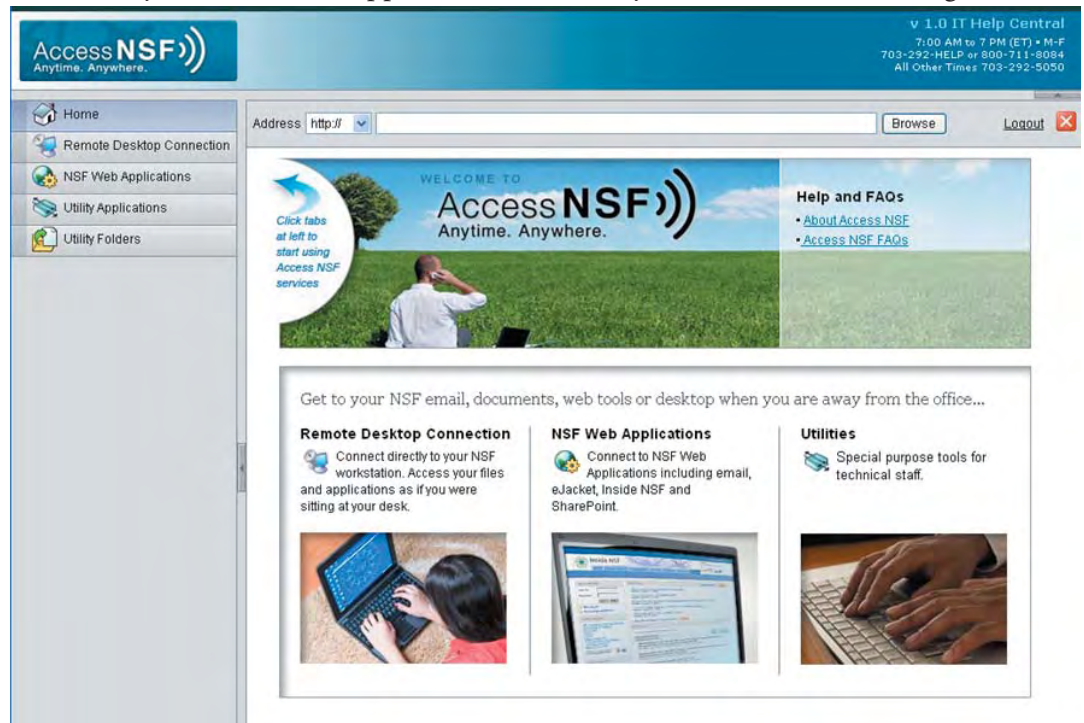 Access NSF
Anytime. Anywhere.
v 1.0 IT Help Central
7:00 AM to 7 PM (ET) • M-F
703-292-HELP or 800-711-8084
All Other Times 703-292-5050
Home
Remote Desktop Connection
NSF Web Applications
Utility Applications
Utility Folders
Address http:// Browse Logout
Click tabs
at left to
start using
Access NSF
services
WELCOME TO
Access NSF
Anytime. Anywhere.
Help and FAQs
• About Access NSF
• Access NSF FAQs
Get to your NSF email, documents, web tools or desktop when you are away from the office...
Remote Desktop Connection
Connect directly to your NSF
workstation. Access your files
and applications as if you were
sitting at your desk.
NSF Web Applications
Connect to NSF Web
Applications including email,
eJacket, Inside NSF and
SharePoint.
Utilities
Special purpose tools for
technical staff.
Inside NSF